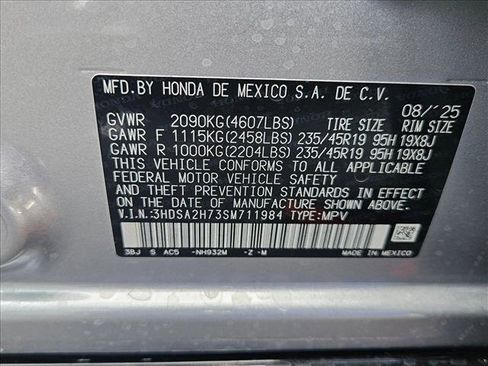 MFD.BY HONDA DE MEXICO S.A. DE C.V.
08/'25
GVWR 2090KG(4607LBS) TIRE SIZE RIM SIZE
GAWR F 1115KG(2458LBS) 235/45R19 95H 19X8J
GAWR R 1000KG(2204LBS) 235/45R19 95H 19X8J
THIS VEHICLE CONFORMS TO ALL APPLICABLE
FEDERAL MOTOR VEHICLE SAFETY
AND THEFT PREVENTION STANDARDS IN EFFECT
ON THE DATE OF MANUFACTURE SHOWN ABOVE.
V.I.N.:3HDSA2H73SM711984 TYPE:MPV
3BJ S AC5 -NH932M -Z -M MADE IN MEXICO